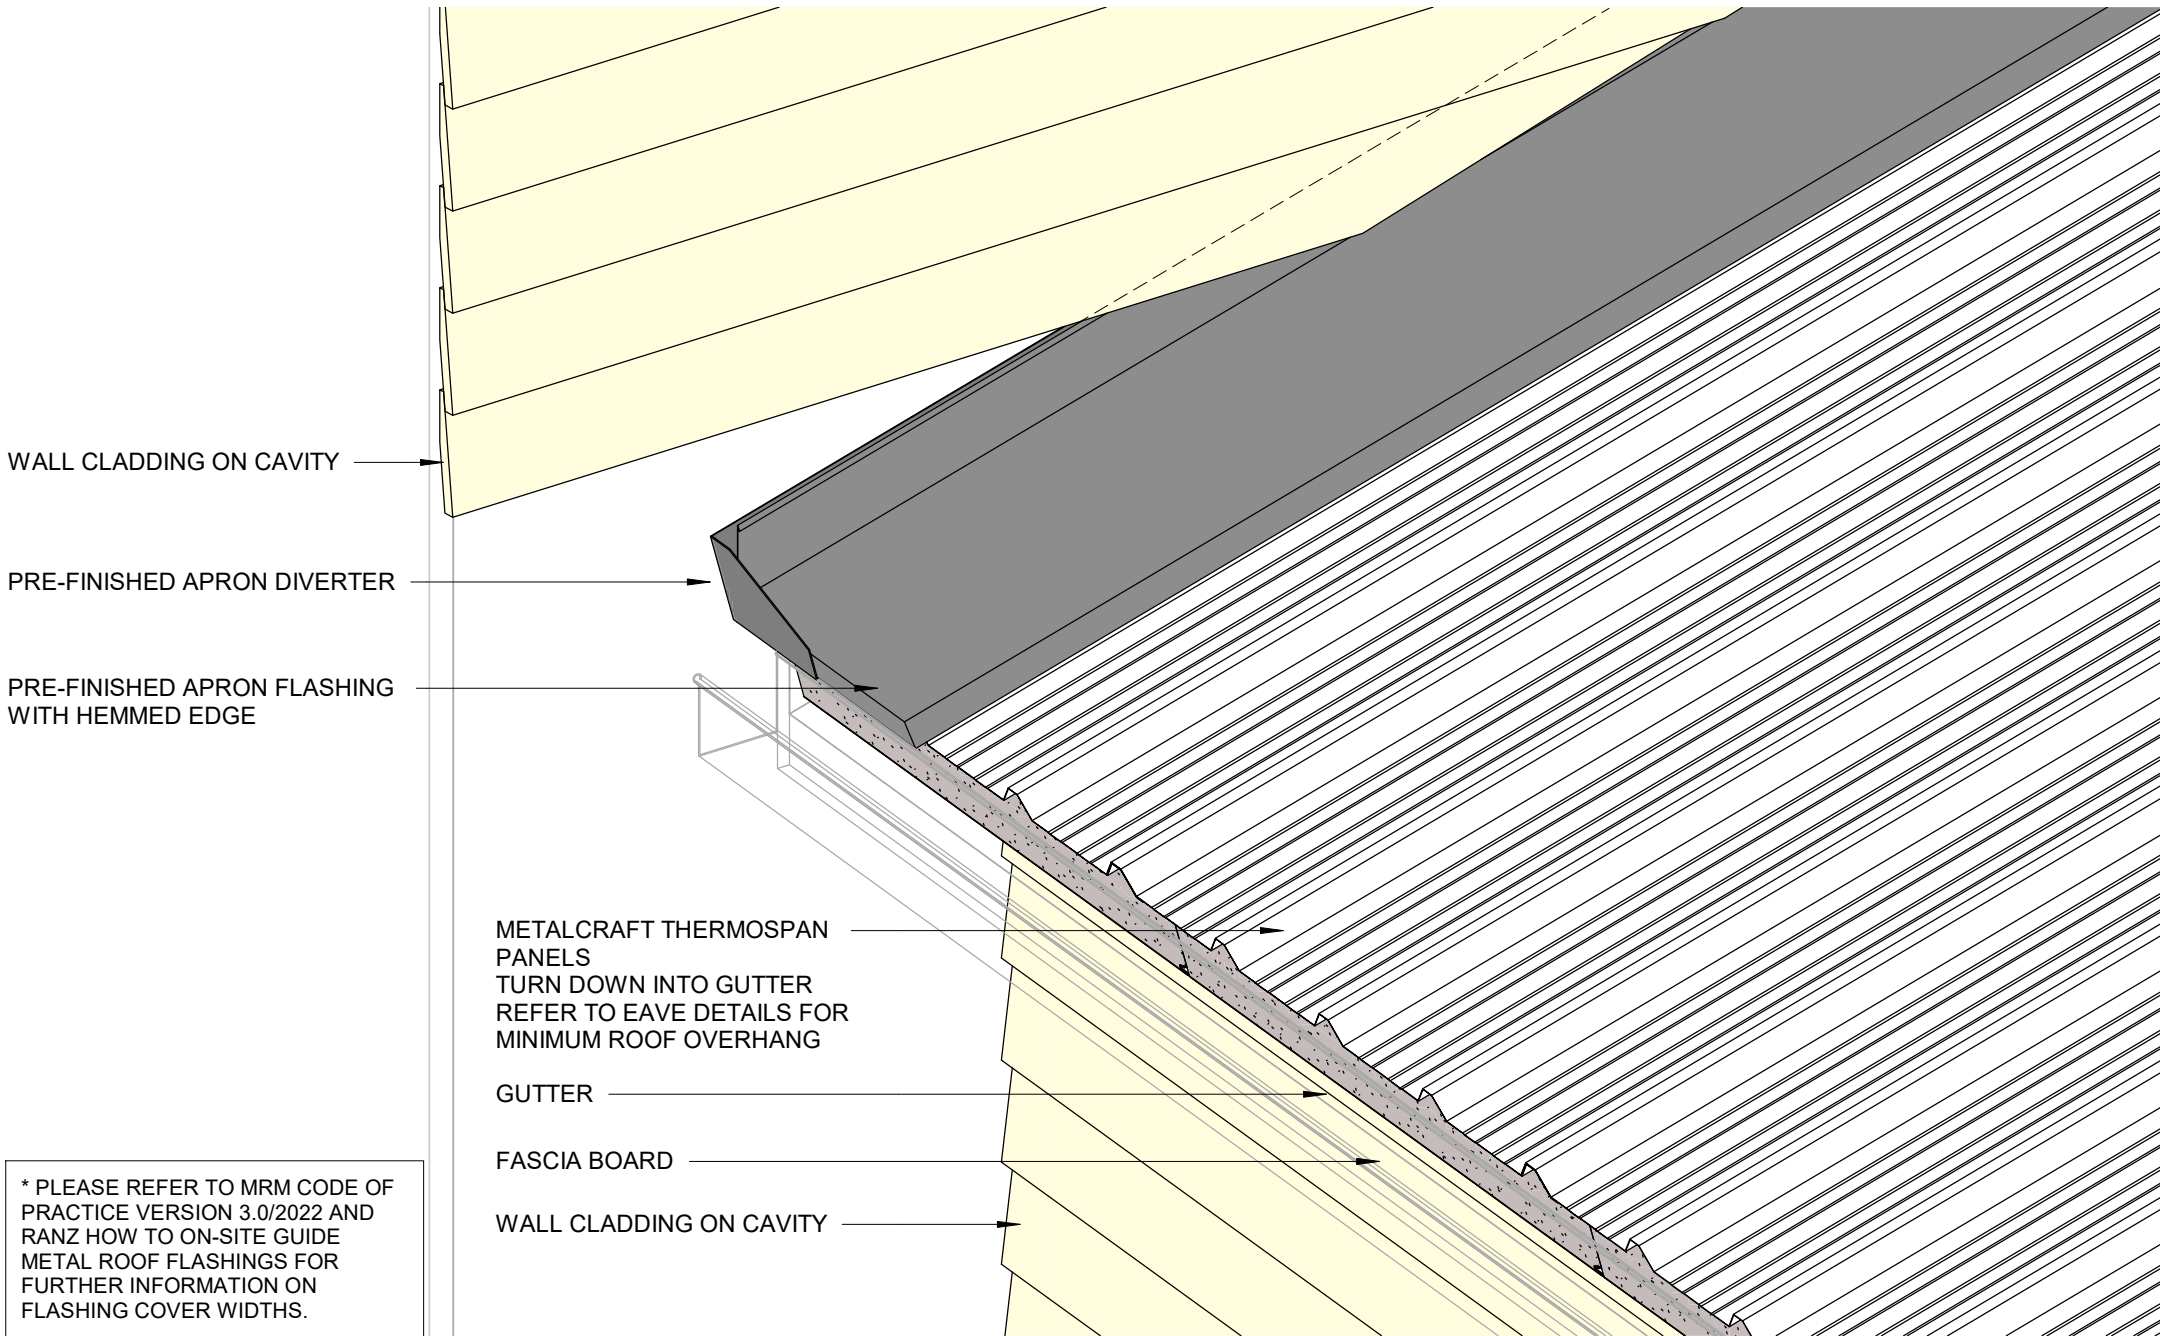 WALL CLADDING ON CAVITY
PRE-FINISHED APRON DIVERTER
PRE-FINISHED APRON FLASHING
WITH HEMMED EDGE
METALCRAFT THERMOSPAN
PANELS
TURN DOWN INTO GUTTER
REFER TO EAVE DETAILS FOR
MINIMUM ROOF OVERHANG
GUTTER
FASCIA BOARD
WALL CLADDING ON CAVITY
* PLEASE REFER TO MRM CODE OF
PRACTICE VERSION 3.0/2022 AND
RANZ HOW TO ON-SITE GUIDE
METAL ROOF FLASHINGS FOR
FURTHER INFORMATION ON
FLASHING COVER WIDTHS.